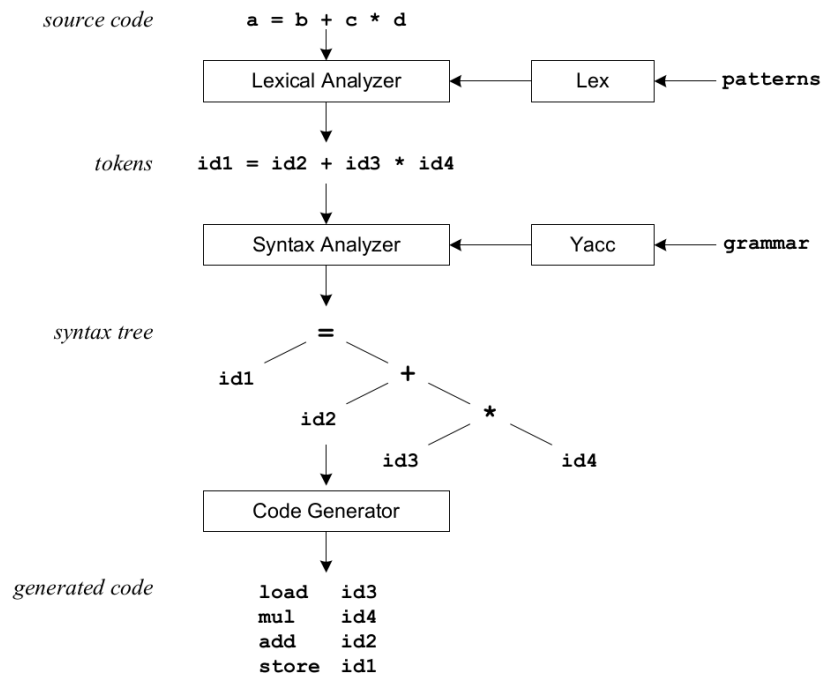 source code a = b + c * d
Lexical Analyzer Lex patterns
tokens id1 = id2 + id3 * id4
Syntax Analyzer Yacc grammar
syntax tree =
id1 +
id2 *
id3 id4
Code Generator
generated code load id3
mul id4
add id2
store id1